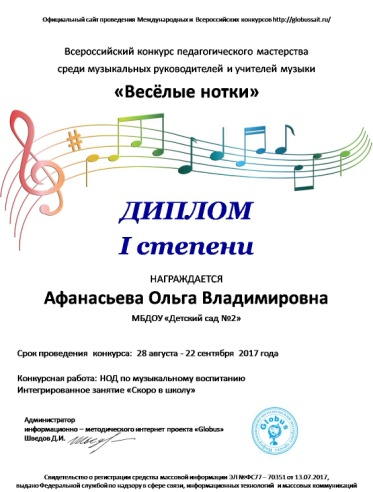 Официальный сайт проведения Международных и Всероссийских конкурсов http://globussait.ru/
Всероссийский конкурс педагогического мастерства
среди музыкальных руководителей и учителей музыки
«Весёлые нотки»
ДИПЛОМ
I степени
НАГРАЖДАЕТСЯ
Афанасьева Ольга Владимировна
МБДОУ «Детский сад №2»
Срок проведения конкурса: 28 августа - 22 сентября 2017 года
Конкурсная работа: НОД по музыкальному воспитанию
Интегрированное занятие «Скоро в школу»
Администратор
информационно – методического интернет проекта «Globus»
Шведов Д.И.
Globus
Свидетельство о регистрации средства массовой информации ЭЛ №ФС77 – 70351 от 13.07.2017,
выдано Федеральной службой по надзору в сфере связи, информационных технологий и массовых коммуникаций